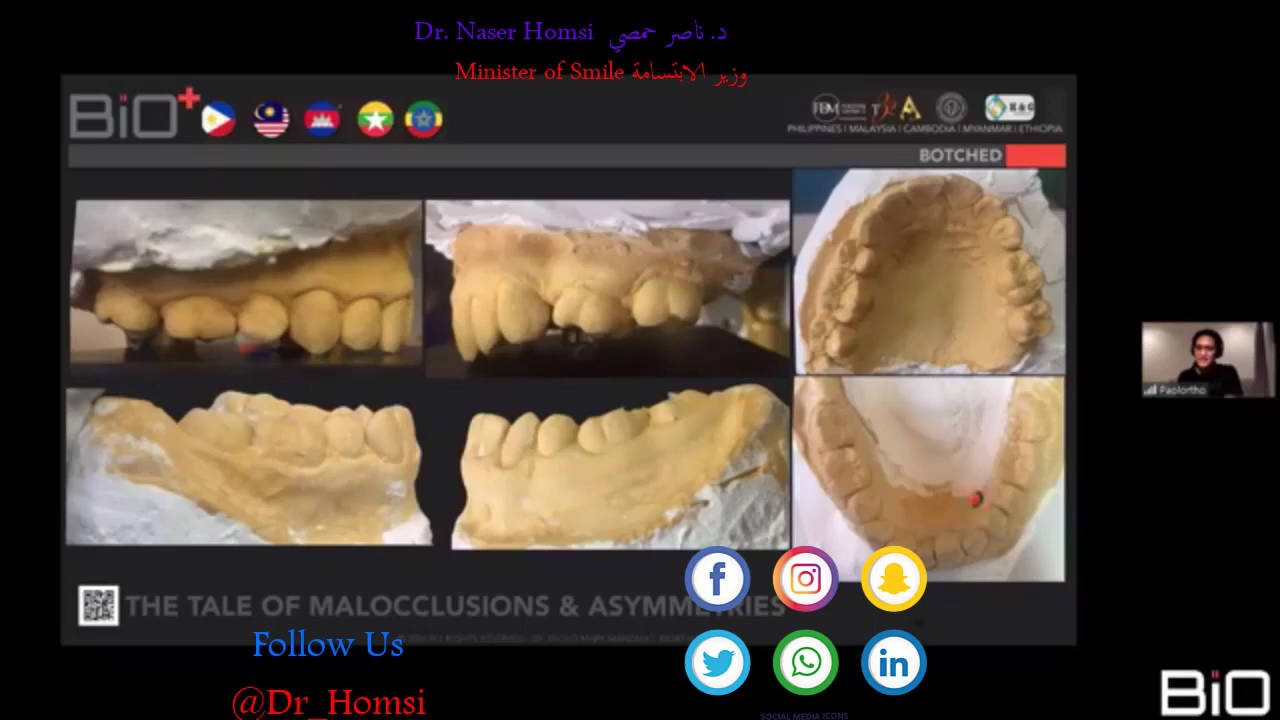 Dr. Naser Homsi د. ناصر حمصي
Minister of Smile وزير الابتسامة
BiO+
PHILIPPINES | MALAYSIA | CAMBODIA | MYANMAR | ETHIOPIA
BOTCHED
Paolortho
THE TALE OF MALOCCLUSIONS & ASYMMETRIES
Follow Us
@Dr_Homsi
SOCIAL MEDIA ICONS
BiO